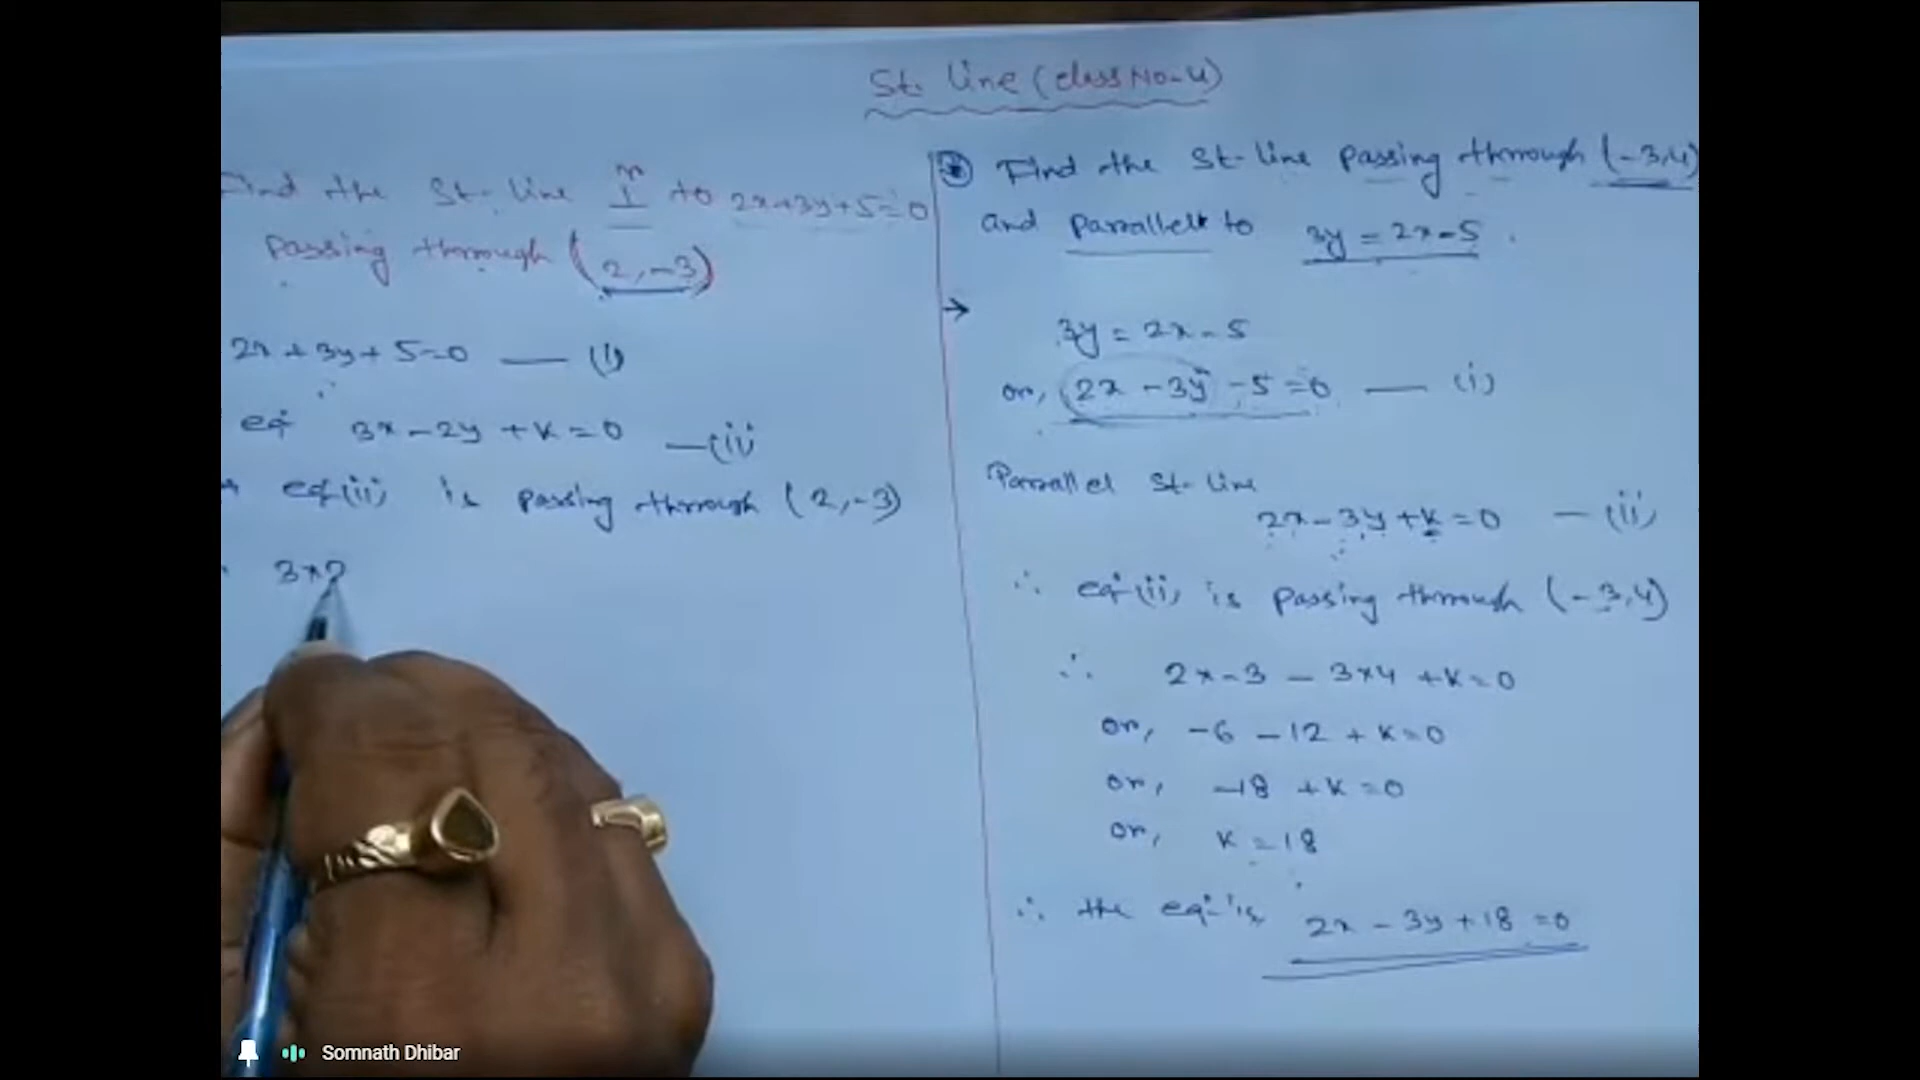 St. line (class No-4)
Find the St-line ⊥r to 2x+3y+5=0
passing through (2,-3)
2x+3y+5=0 — (i)
eqn 3x-2y+k=0 — (ii)
eqn(ii) is passing through (2,-3)
3×2
Find the St-line passing through (-3,4)
and parallel to 3y = 2x-5.
→ 3y = 2x-5
or, 2x -3y -5=0 — (i)
Parallel St-line
2x-3y+k=0 — (ii)
∴ eqn(ii) is passing through (-3,4)
∴ 2×-3 - 3×4 +k=0
or, -6 -12 + k=0
or, -18 +k=0
or, k=18
∴ the eqn is 2x-3y+18=0
Somnath Dhibar